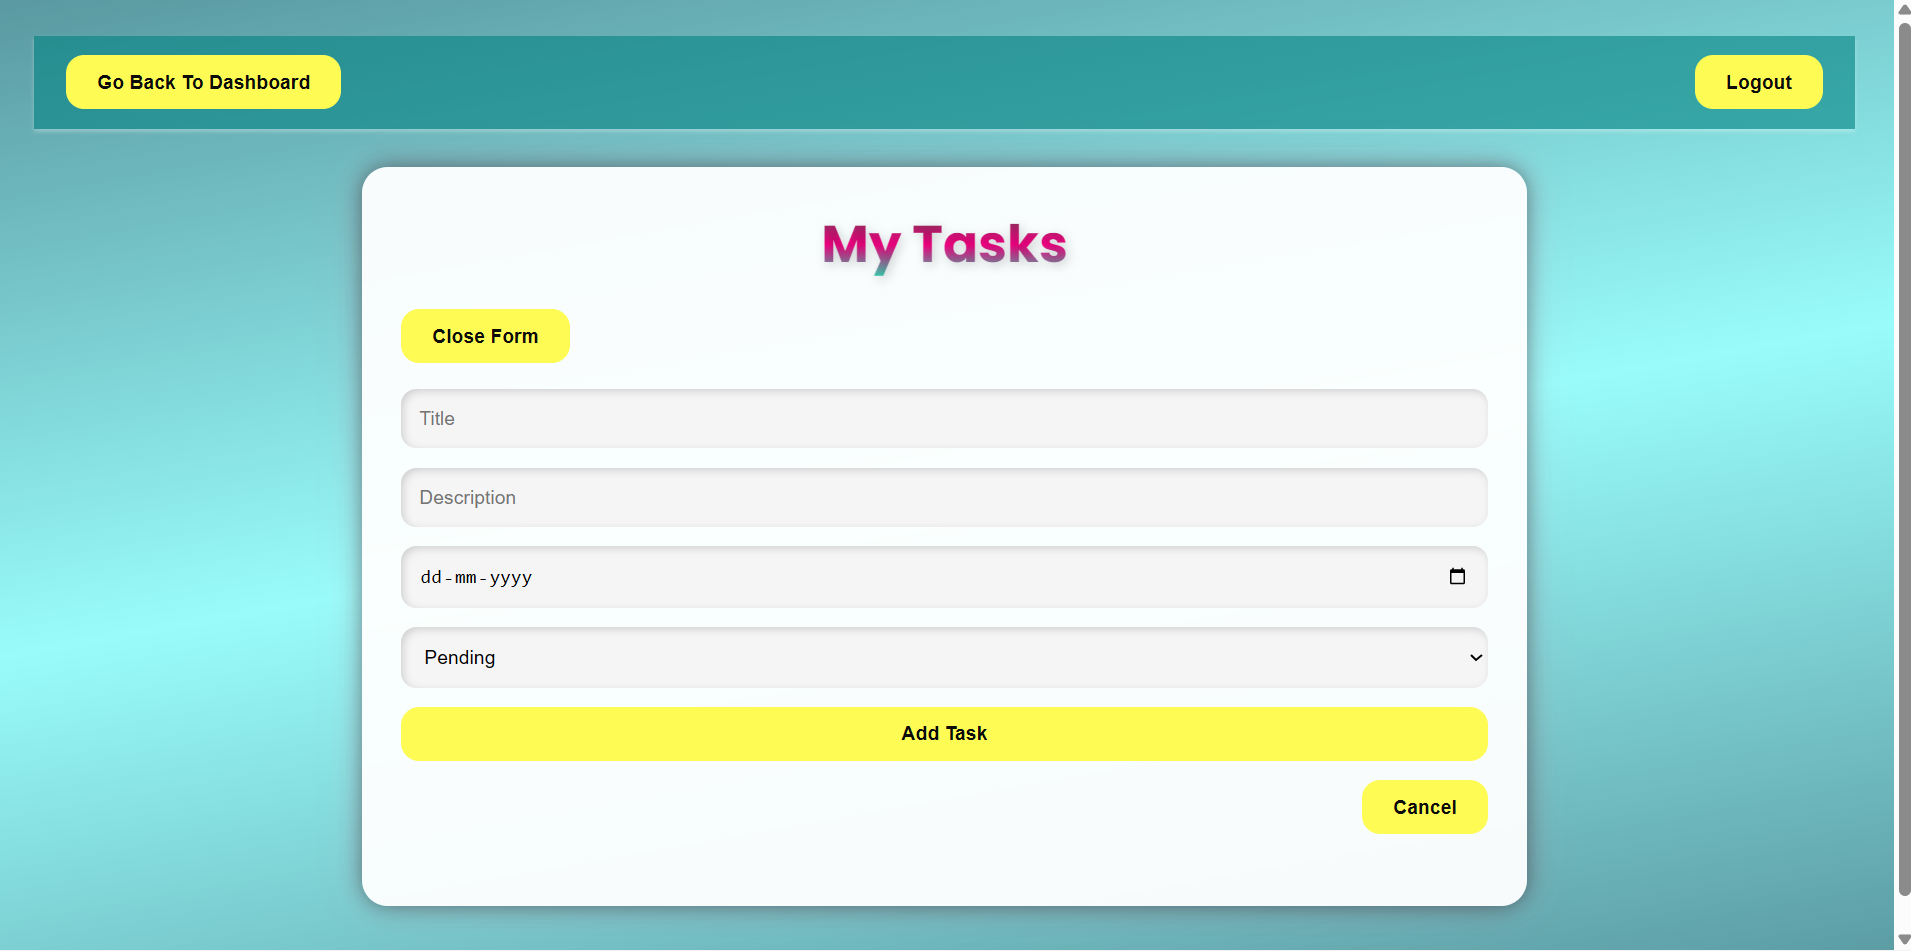 Go Back To Dashboard
Logout
My Tasks
Close Form
Title
Description
dd-mm-yyyy
Pending
Add Task
Cancel